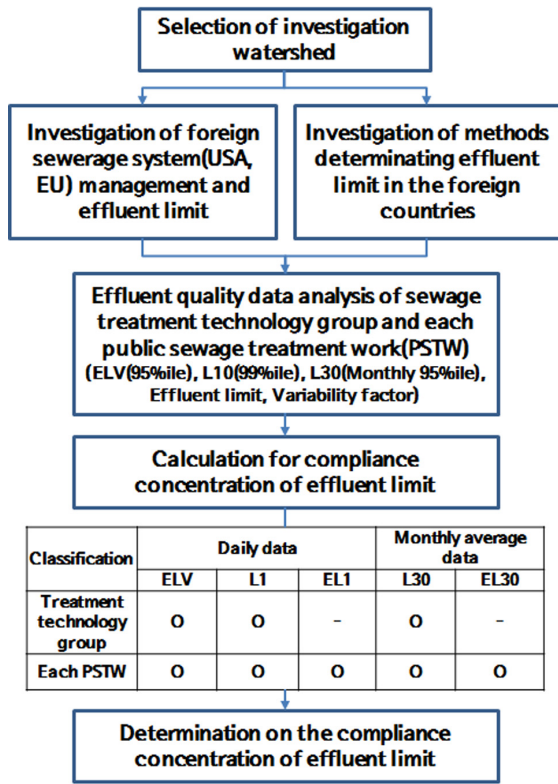 Selection of investigation
watershed
Investigation of foreign
sewerage system(USA,
EU) management and
effluent limit
Investigation of methods
determinating effluent
limit in the foreign
countries
Effluent quality data analysis of sewage
treatment technology group and each
public sewage treatment work(PSTW)
(ELV(95%ile), L10(99%ile), L30(Monthly 95%ile),
Effluent limit, Variability factor)
Calculation for compliance
concentration of effluent limit
Classification Daily data Monthly average
data
ELV L1 EL1 L30 EL30
Treatment
technology
group O O - O -
Each PSTW O O O O O
Determination on the compliance
concentration of effluent limit